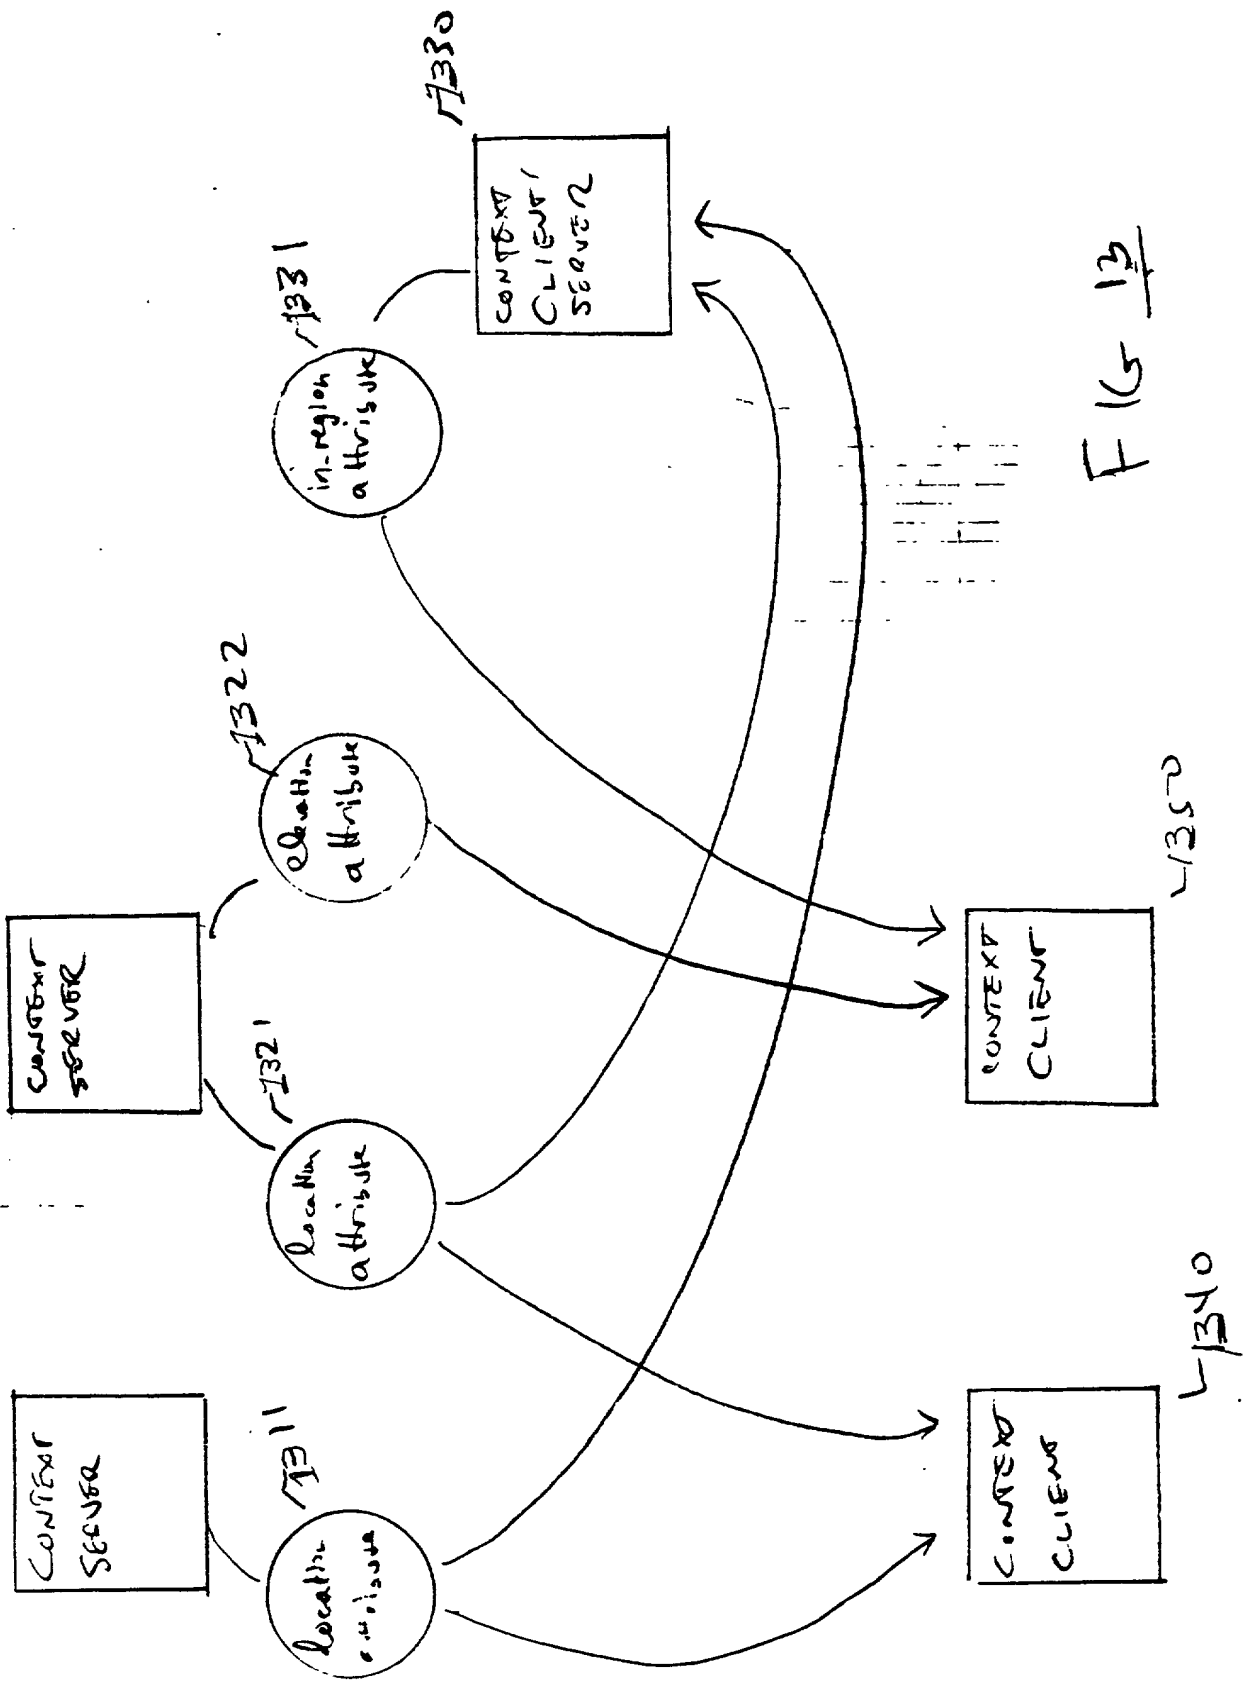 CONTEXT
SERVER
CONTEXT
SERVER
1311
location
attribute
1321
location
attribute
1322
elevation
attribute
1331
in-region
attribute
1330
CONTEXT
CLIENT/
SERVER
CONTEXT
CLIENT
1340
CONTEXT
CLIENT
1350
FIG 13